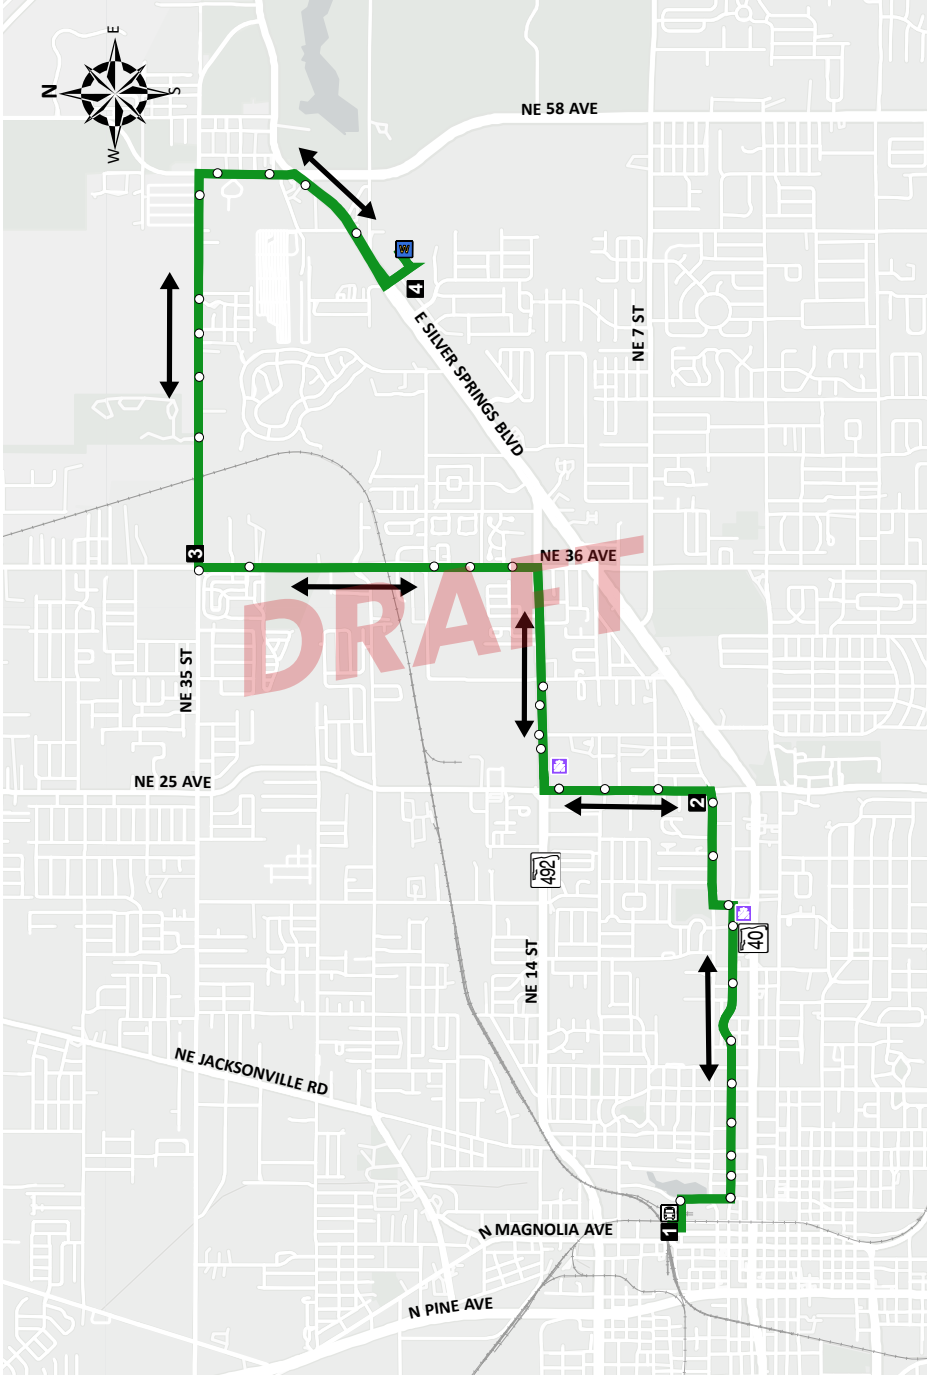 E
N
S
W
NE 58 AVE
W
4
E SILVER SPRINGS BLVD
NE 7 ST
3
NE 36 AVE
DRAFT
NE 35 ST
NE 25 AVE
2
492
40
NE 14 ST
NE JACKSONVILLE RD
1
N MAGNOLIA AVE
N PINE AVE